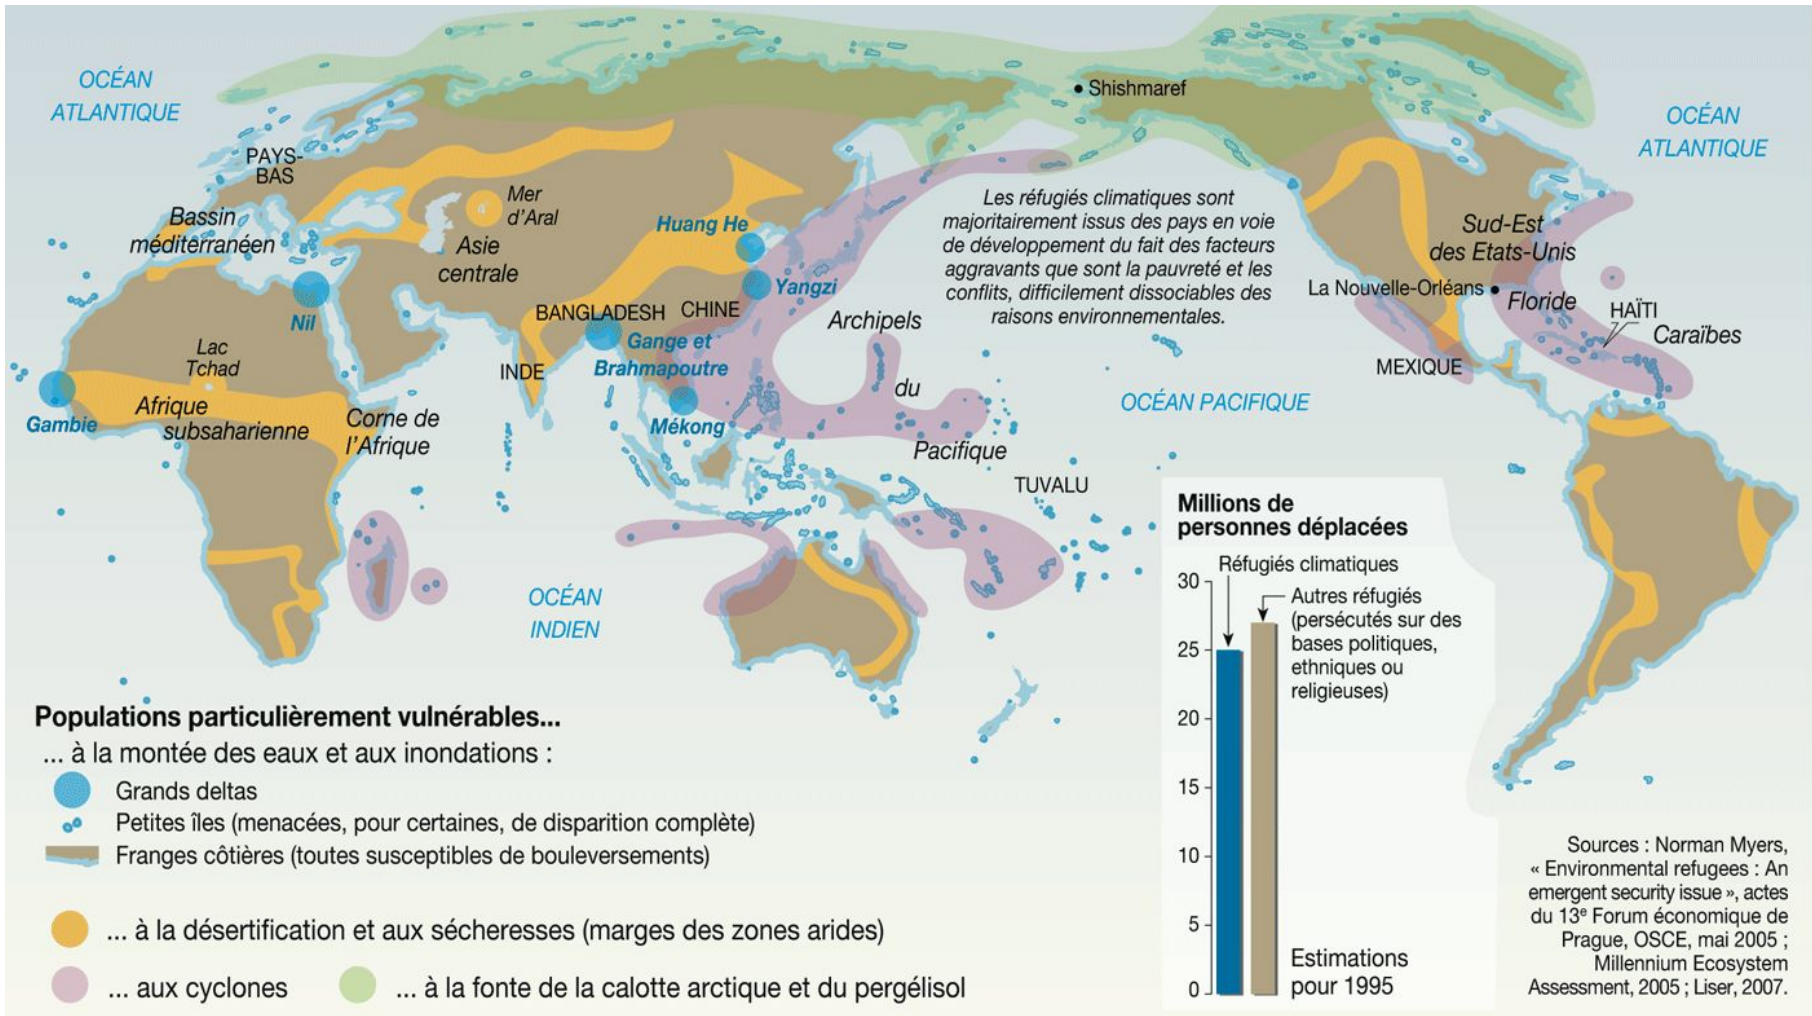 OCÉAN
ATLANTIQUE
Shishmaref
OCÉAN
ATLANTIQUE
PAYS-
BAS
Mer
d'Aral
Bassin
méditerranéen
Asie
centrale
Huang He
Les réfugiés climatiques sont
majoritairement issus des pays en voie
de développement du fait des facteurs
aggravants que sont la pauvreté et les
conflits, difficilement dissociables des
raisons environnementales.
Sud-Est
des Etats-Unis
Yangzi
La Nouvelle-Orléans
Floride
Nil
BANGLADESH
CHINE
Archipels
du
Pacifique
HAÏTI
Caraïbes
Gange et
Brahmapoutre
Lac
Tchad
INDE
MEXIQUE
OCÉAN PACIFIQUE
Gambie
Afrique
subsaharienne
Corne de
l'Afrique
Mékong
TUVALU
OCÉAN
INDIEN
Millions de
personnes déplacées
Réfugiés climatiques
Autres réfugiés
(persécutés sur des
bases politiques,
ethniques ou
religieuses)
30
25
20
15
10
5
0
Estimations
pour 1995
Populations particulièrement vulnérables...
... à la montée des eaux et aux inondations :
Grands deltas
Petites îles (menacées, pour certaines, de disparition complète)
Franges côtières (toutes susceptibles de bouleversements)
... à la désertification et aux sécheresses (marges des zones arides)
... aux cyclones
... à la fonte de la calotte arctique et du pergélisol
Sources : Norman Myers,
« Environmental refugees : An
emergent security issue », actes
du 13e Forum économique de
Prague, OSCE, mai 2005 ;
Millennium Ecosystem
Assessment, 2005 ; Liser, 2007.